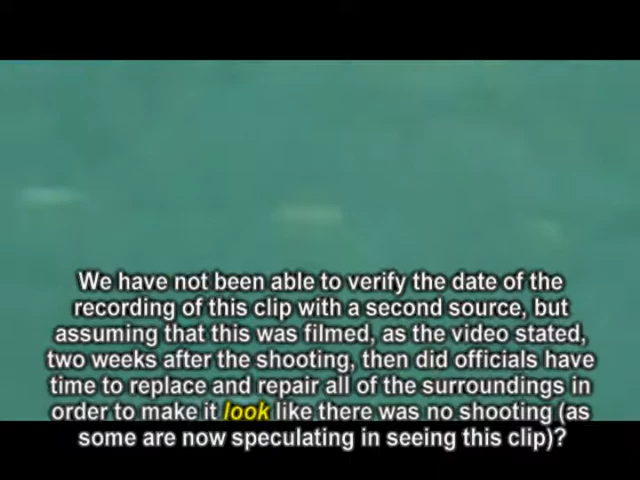 We have not been able to verify the date of the
recording of this clip with a second source, but
assuming that this was filmed, as the video stated,
two weeks after the shooting, then did officials have
time to replace and repair all of the surroundings in
order to make it look like there was no shooting (as
some are now speculating in seeing this clip)?